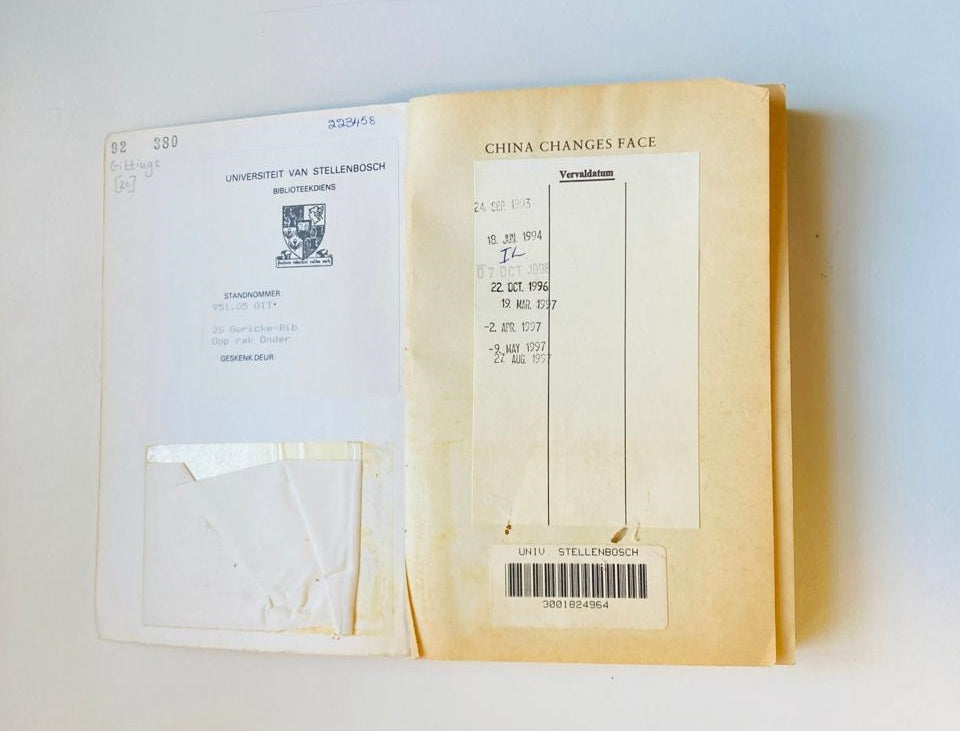 92 380
223458
Gittings
[26]
UNIVERSITEIT VAN STELLENBOSCH
BIBLIOTEEKDIENS
STANDNOMMER
951.05 GIT
JS Gericke-Bib
Oop rak Onder
GESKENK DEUR
CHINA CHANGES FACE
Vervaldatum
24. SEP. 1993
18. JUN. 1994
IL
07 OCT 1996
22. OCT. 1996
19. MAR. 1997
-2. APR. 1997
-9. MAY 1997
27. AUG. 1997
UNIV. STELLENBOSCH
3001824964